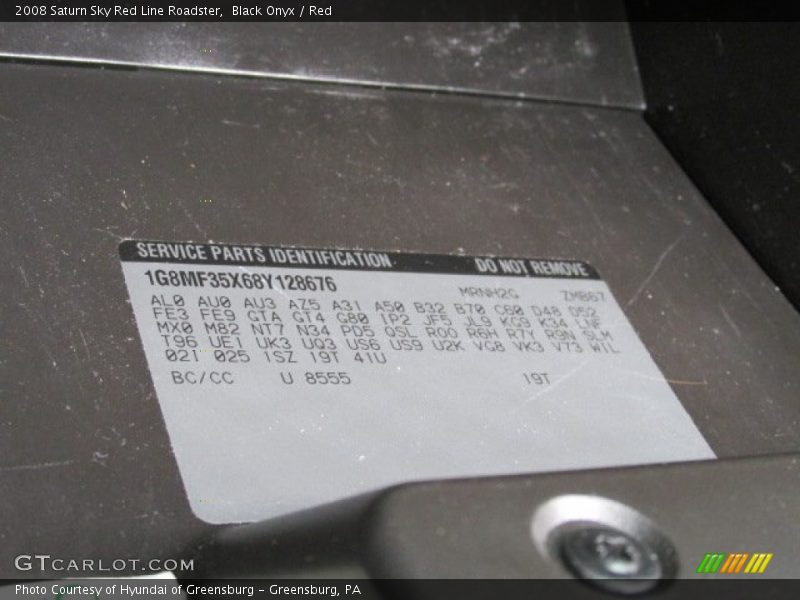 2008 Saturn Sky Red Line Roadster, Black Onyx / Red
SERVICE PARTS IDENTIFICATION DO NOT REMOVE
1G8MF35X68Y128676 MRNH2G ZM867
AL0 AU0 AU3 AZ5 A31 A50 B32 B70 C60 D48 D52
FE3 FE9 GTA GT4 G80 IP2 JF5 JL9 KG9 K34 LNF
MX0 M82 NT7 N34 PD5 QSL ROO R6H R7Y R9N SLM
T96 UE1 UK3 UQ3 US6 US9 U2K VG8 VK3 V73 WIL
021 025 1SZ 19T 41U
BC/CC U 8555 19T
GTCARLOT.COM
Photo Courtesy of Hyundai of Greensburg – Greensburg, PA